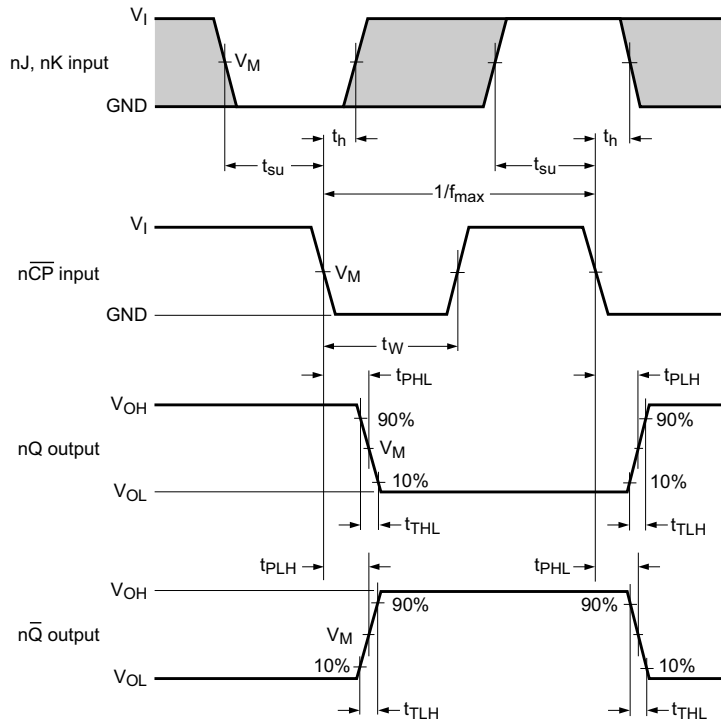 V_I
nJ, nK input
V_M
GND
t_h
t_h
t_su
t_su
1/f_max
V_I
nC̅P̅ input
V_M
GND
t_W
t_PHL
t_PLH
V_OH
90%
90%
nQ output
V_M
V_OL
10%
10%
t_THL
t_TLH
t_PLH
t_PHL
V_OH
90%
90%
nQ̅ output
V_M
10%
10%
V_OL
t_TLH
t_THL